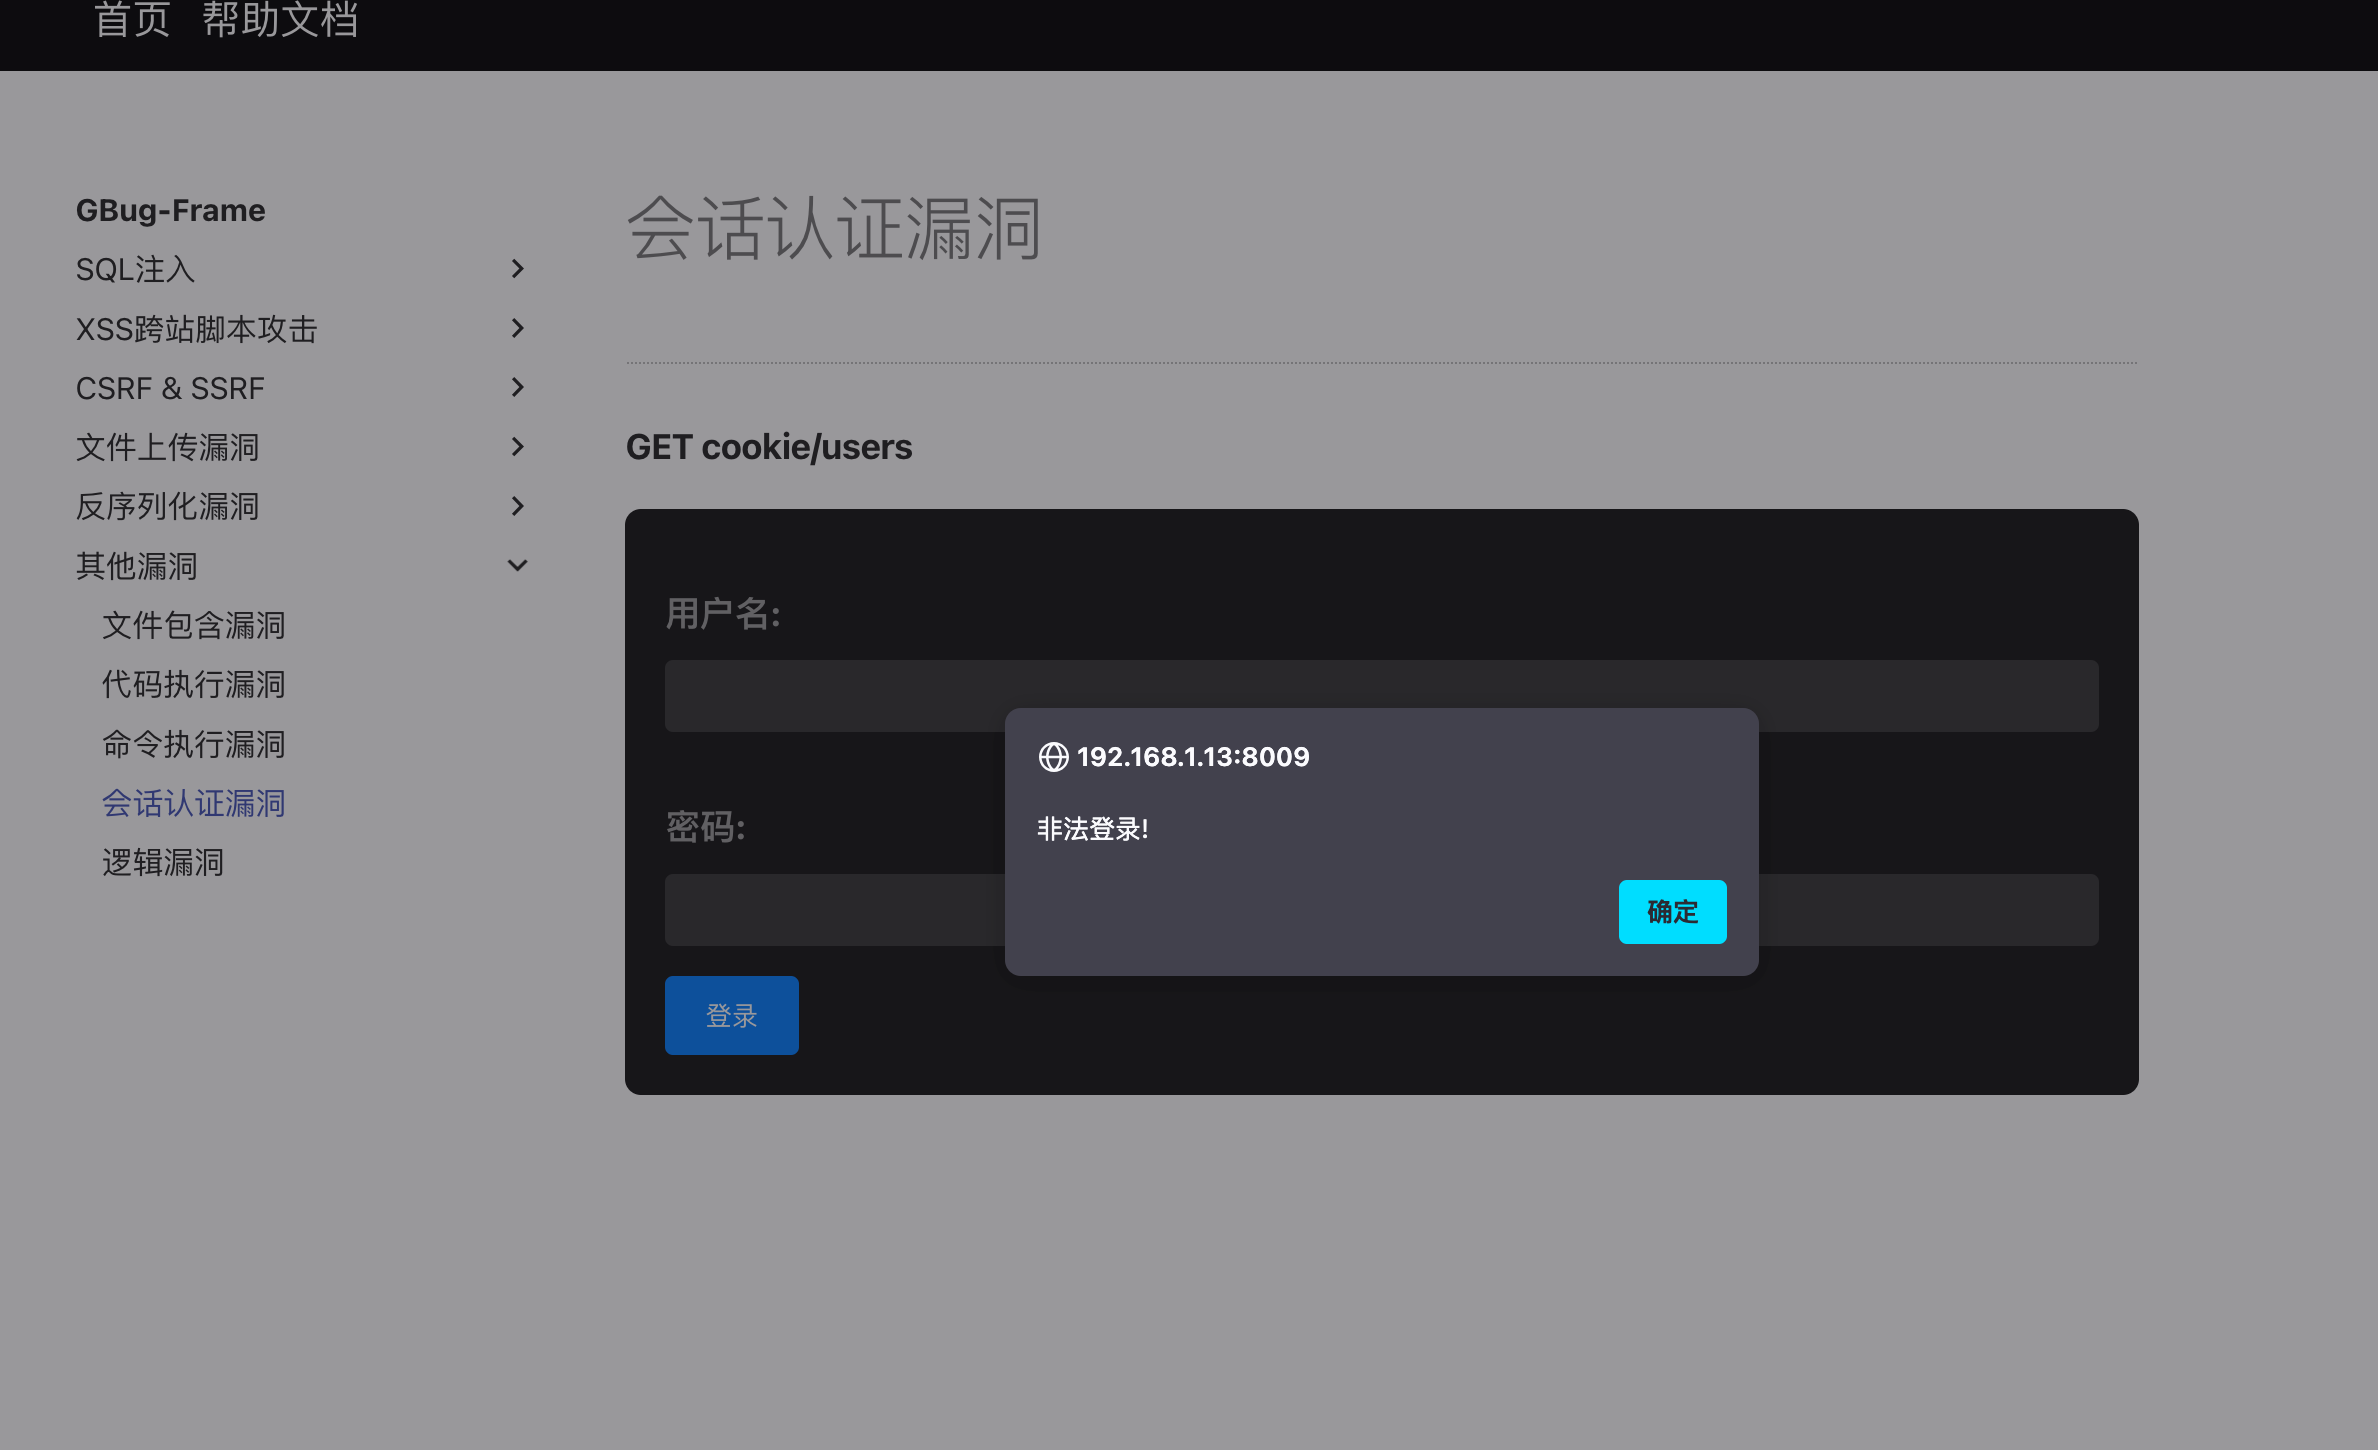 首页 帮助文档
GBug-Frame
SQL注入
XSS跨站脚本攻击
CSRF & SSRF
文件上传漏洞
反序列化漏洞
其他漏洞
文件包含漏洞
代码执行漏洞
命令执行漏洞
会话认证漏洞
逻辑漏洞
会话认证漏洞
GET cookie/users
用户名:
密码:
登录
192.168.1.13:8009
非法登录!
确定